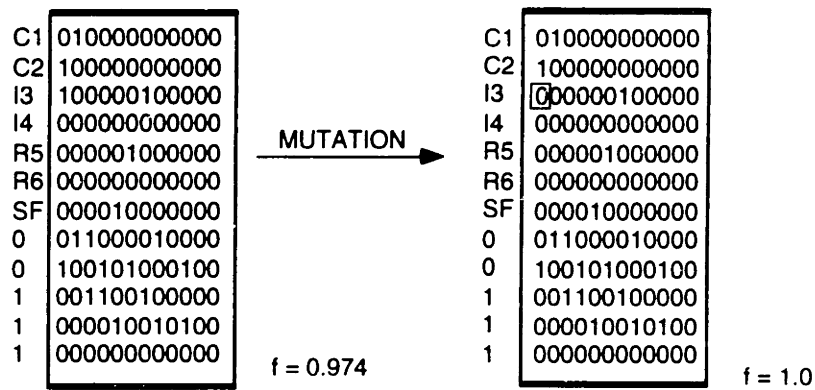 C1 010000000000
C2 100000000000
I3 100000100000
I4 000000000000
R5 000001000000
R6 000000000000
SF 000010000000
0 011000010000
0 100101000100
1 001100100000
1 000010010100
1 000000000000
f = 0.974
MUTATION
C1 010000000000
C2 100000000000
I3 000000100000
I4 000000000000
R5 000001000000
R6 000000000000
SF 000010000000
0 011000010000
0 100101000100
1 001100100000
1 000010010100
1 000000000000
f = 1.0